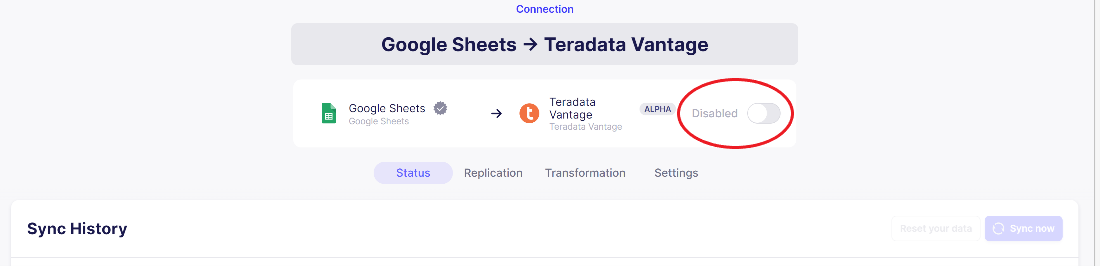 Connection
Google Sheets → Teradata Vantage
Google Sheets
Google Sheets
→
Teradata
Vantage
Teradata Vantage
ALPHA
Disabled
Status Replication Transformation Settings
Sync History
Reset your data Sync now